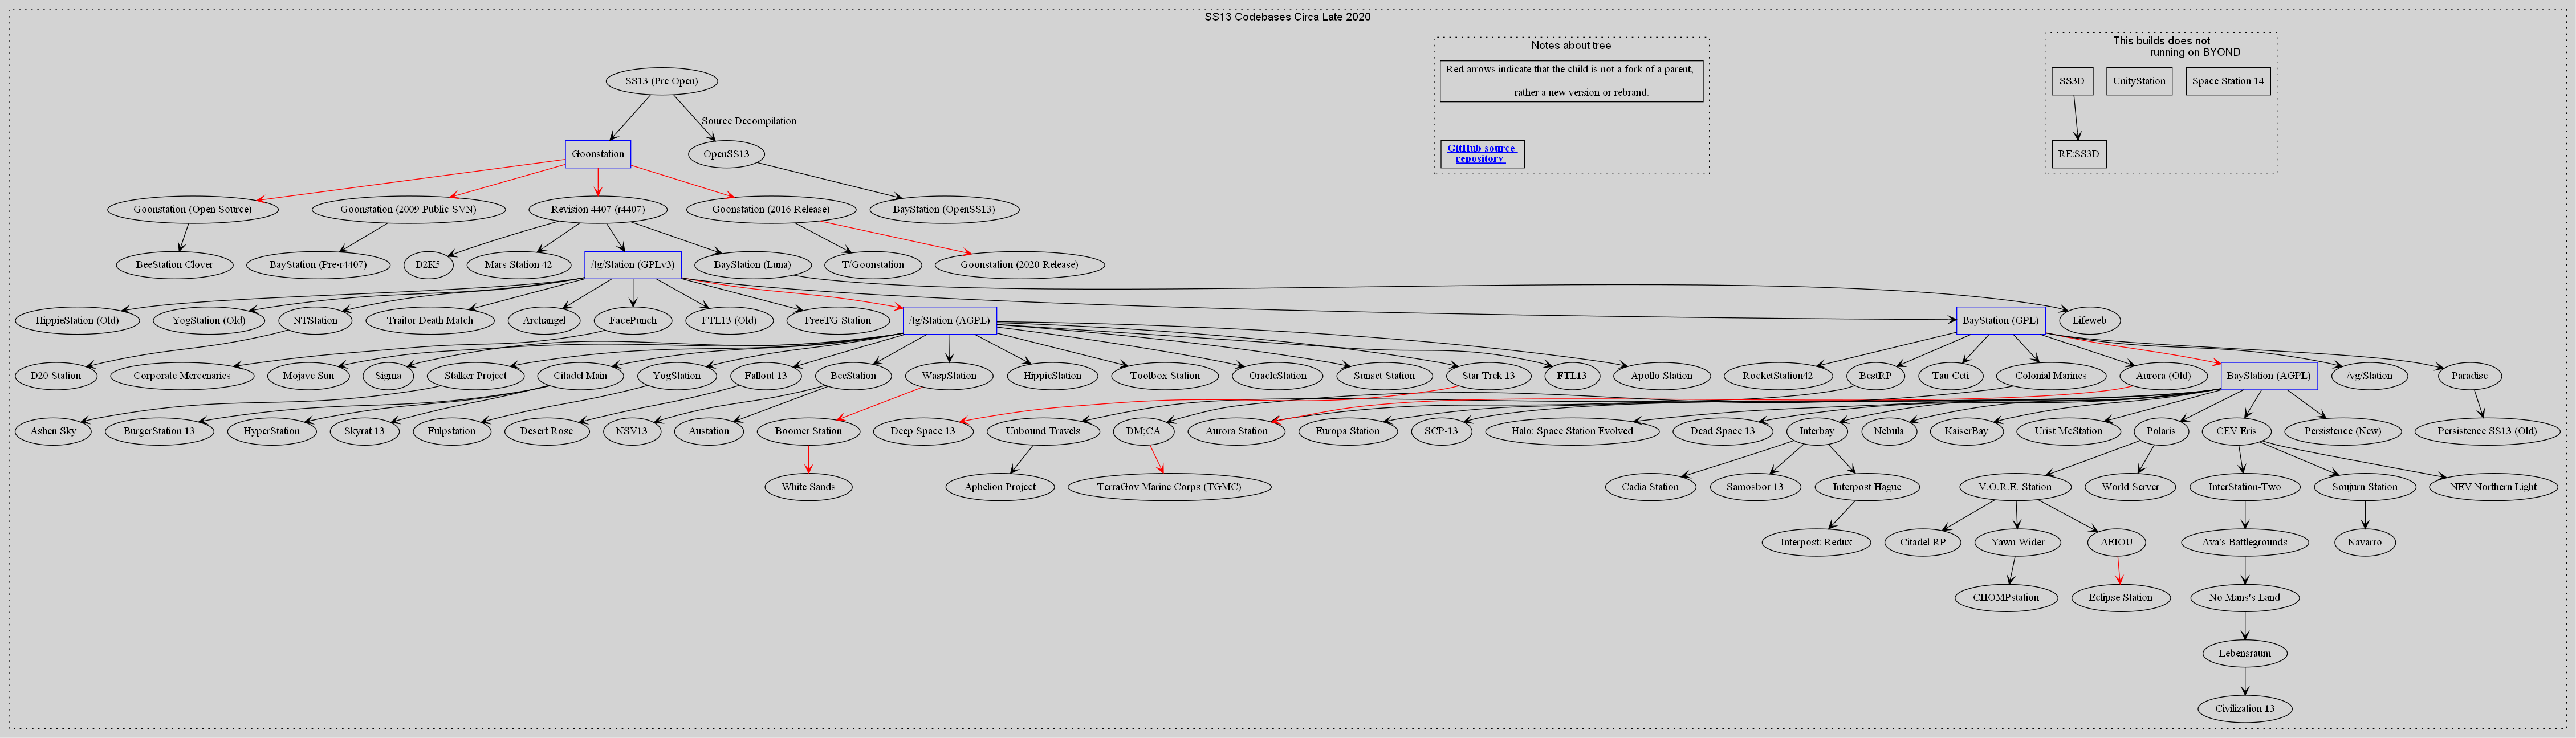 SS13 Codebases Circa Late 2020
Notes about tree
This builds does not
running on BYOND
Red arrows indicate that the child is not a fork of a parent,
rather a new version or rebrand.
SS13 (Pre Open)
SS3D
UnityStation
Space Station 14
Source Decompilation
Goonstation
OpenSS13
GitHub source
repository
RE:SS3D
Goonstation (Open Source)
Goonstation (2009 Public SVN)
Revision 4407 (r4407)
Goonstation (2016 Release)
BayStation (OpenSS13)
BeeStation Clover
BayStation (Pre-r4407)
D2K5
Mars Station 42
/tg/Station (GPLv3)
BayStation (Luna)
T/Goonstation
Goonstation (2020 Release)
HippieStation (Old)
YogStation (Old)
NTStation
Traitor Death Match
Archangel
FacePunch
FTL13 (Old)
FreeTG Station
/tg/Station (AGPL)
BayStation (GPL)
Lifeweb
D20 Station
Corporate Mercenaries
Mojave Sun
Sigma
Stalker Project
Citadel Main
YogStation
Fallout 13
BeeStation
WaspStation
HippieStation
Toolbox Station
OracleStation
Sunset Station
Star Trek 13
FTL13
Apollo Station
RocketStation42
BestRP
Tau Ceti
Colonial Marines
Aurora (Old)
BayStation (AGPL)
/vg/Station
Paradise
Ashen Sky
BurgerStation 13
HyperStation
Skyrat 13
Fulpstation
Desert Rose
NSV13
Austation
Boomer Station
Deep Space 13
Unbound Travels
DM;CA
Aurora Station
Europa Station
SCP-13
Halo: Space Station Evolved
Dead Space 13
Interbay
Nebula
KaiserBay
Urist McStation
Polaris
CEV Eris
Persistence (New)
Persistence SS13 (Old)
White Sands
Aphelion Project
TerraGov Marine Corps (TGMC)
Cadia Station
Samosbor 13
Interpost Hague
V.O.R.E. Station
World Server
InterStation-Two
Soujurn Station
NEV Northern Light
Interpost: Redux
Citadel RP
Yawn Wider
AEIOU
Ava's Battlegrounds
Navarro
CHOMPstation
Eclipse Station
No Mans's Land
Lebensraum
Civilization 13